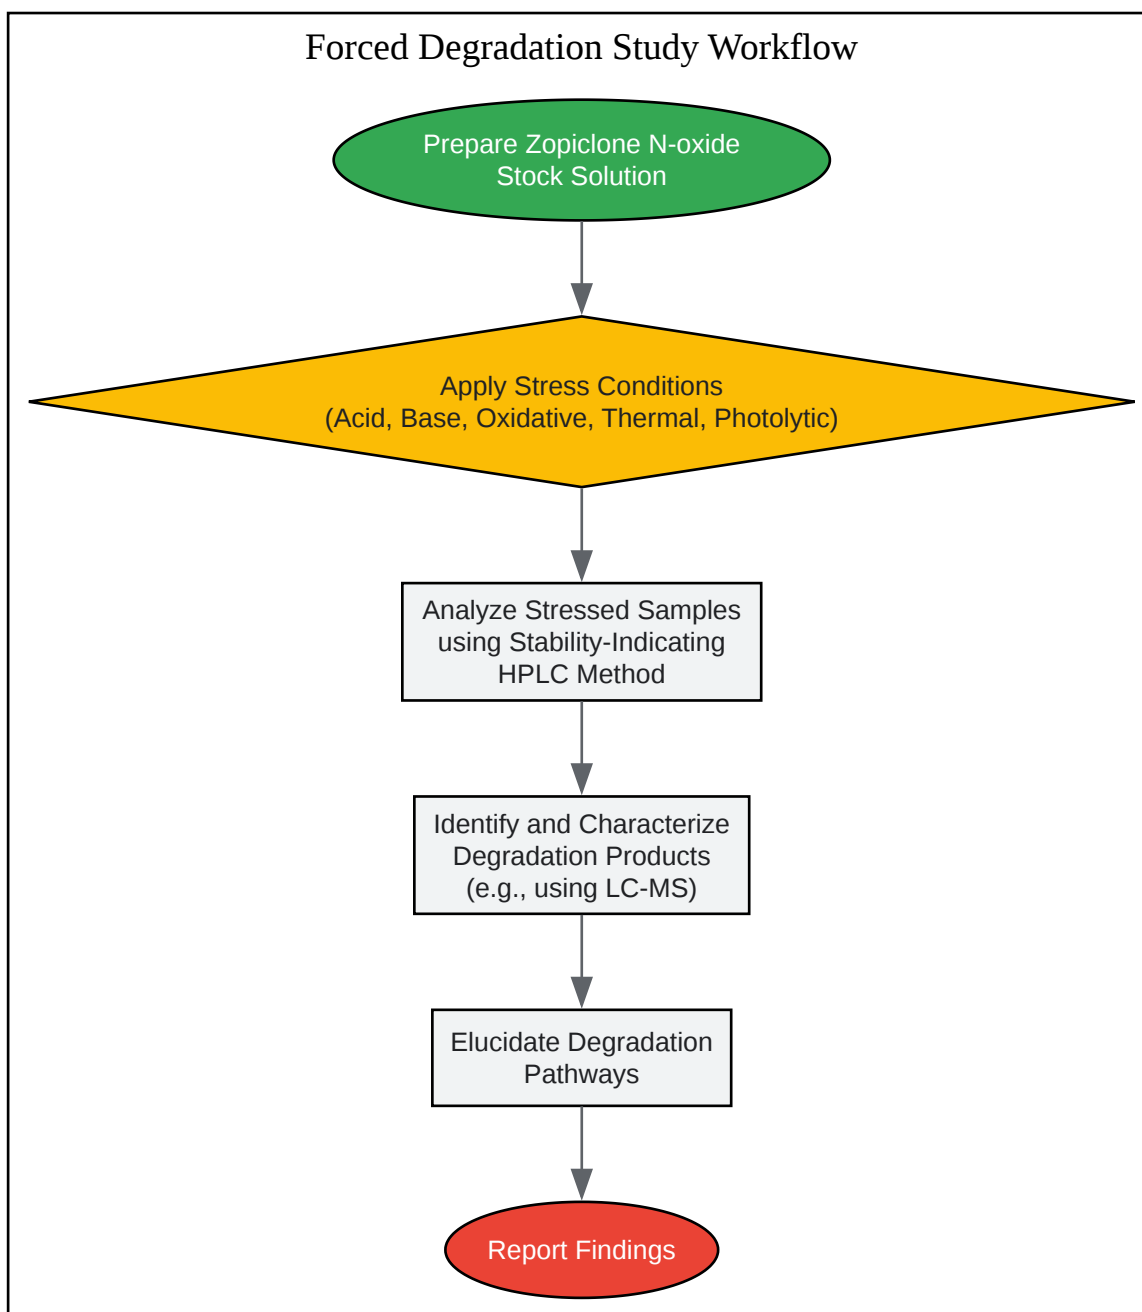 Forced Degradation Study Workflow
Prepare Zopiclone N-oxide
Stock Solution
Apply Stress Conditions
(Acid, Base, Oxidative, Thermal, Photolytic)
Analyze Stressed Samples
using Stability-Indicating
HPLC Method
Identify and Characterize
Degradation Products
(e.g., using LC-MS)
Elucidate Degradation
Pathways
Report Findings